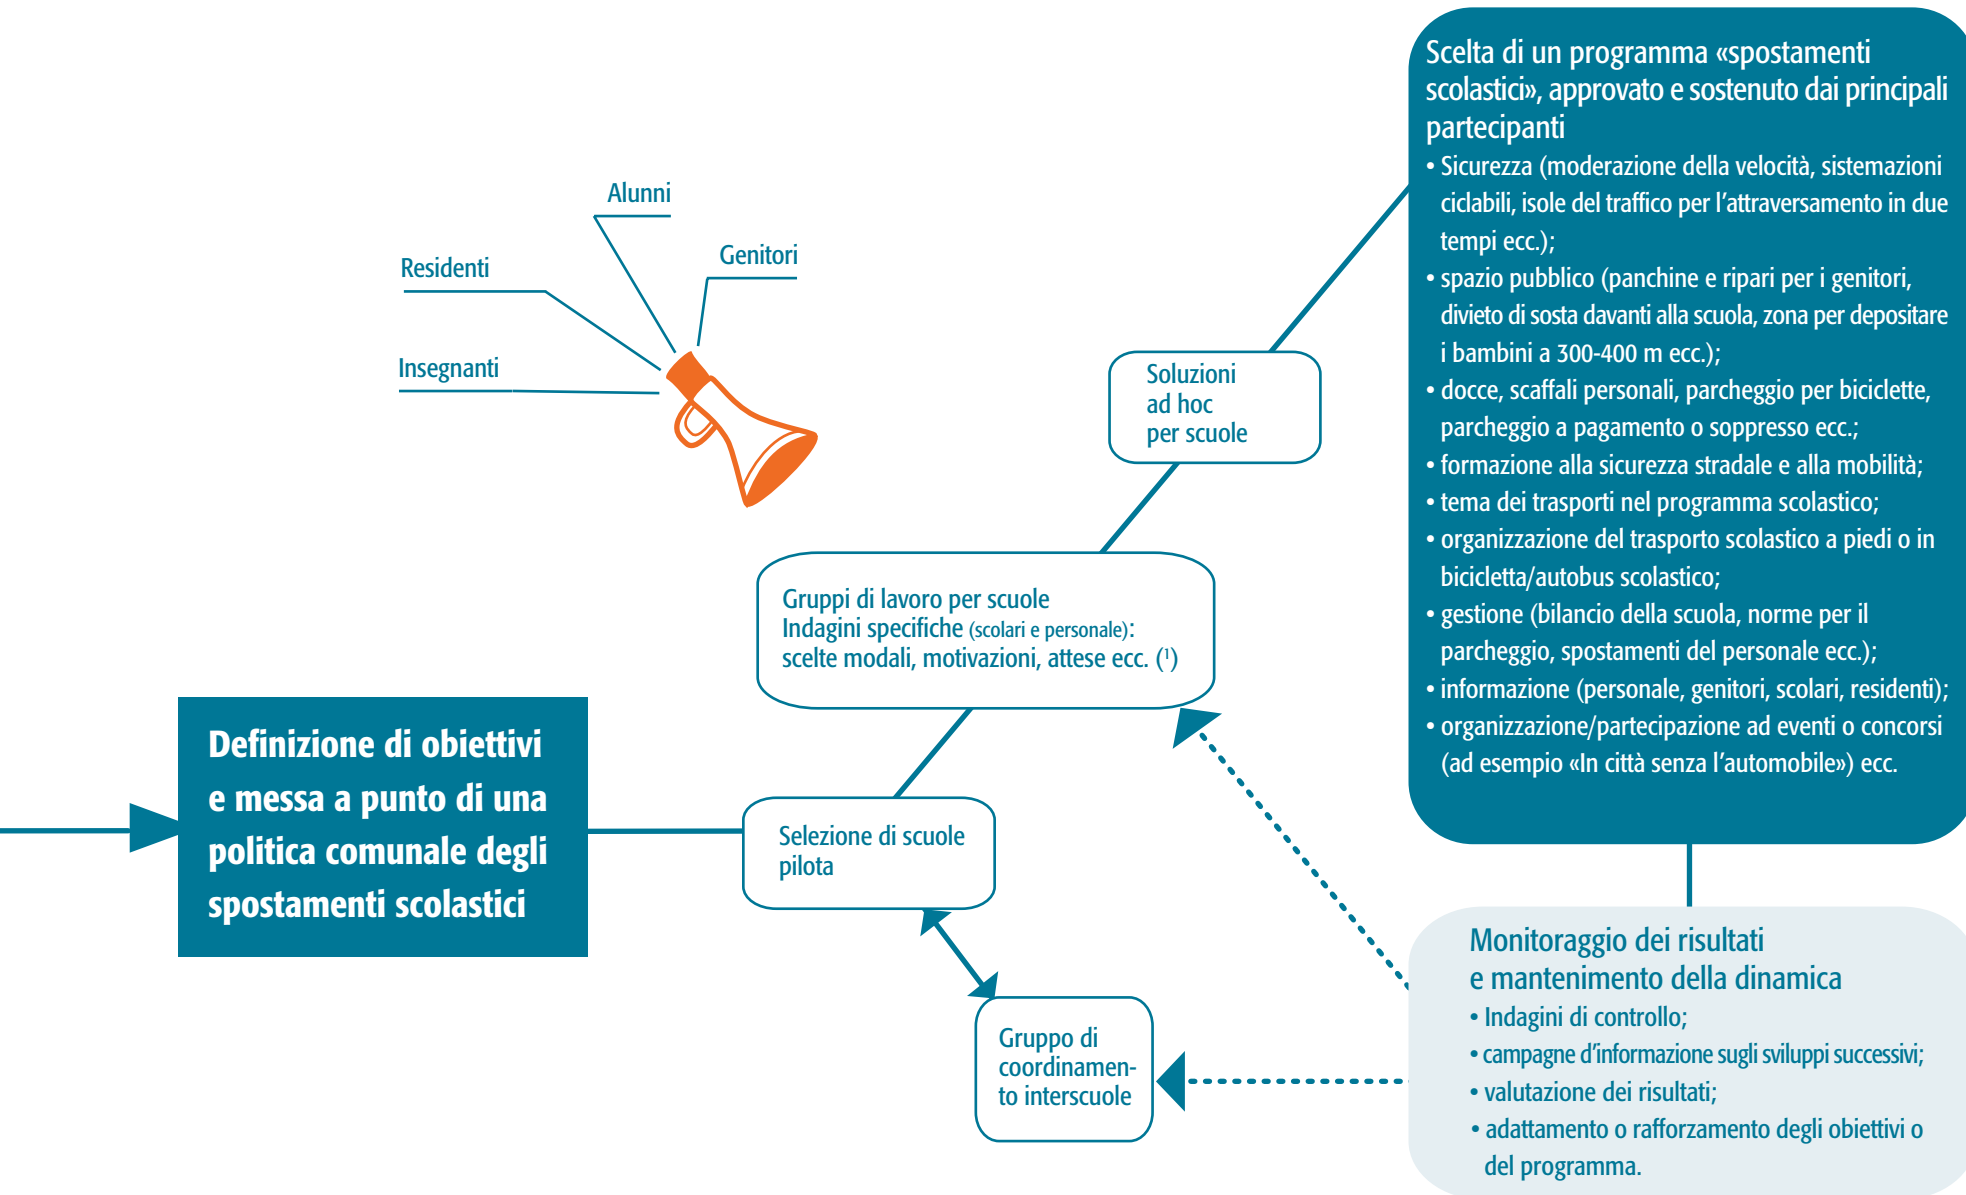 Alunni
Genitori
Residenti
Insegnanti
Definizione di obiettivi
e messa a punto di una
politica comunale degli
spostamenti scolastici
Selezione di scuole
pilota
Gruppo di
coordinamen-
to interscuole
Gruppi di lavoro per scuole
Indagini specifiche (scolari e personale):
scelte modali, motivazioni, attese ecc. (¹)
Soluzioni
ad hoc
per scuole
Scelta di un programma «spostamenti
scolastici», approvato e sostenuto dai principali
partecipanti
• Sicurezza (moderazione della velocità, sistemazioni
ciclabili, isole del traffico per l'attraversamento in due
tempi ecc.);
• spazio pubblico (panchine e ripari per i genitori,
divieto di sosta davanti alla scuola, zona per depositare
i bambini a 300-400 m ecc.);
• docce, scaffali personali, parcheggio per biciclette,
parcheggio a pagamento o soppresso ecc.;
• formazione alla sicurezza stradale e alla mobilità;
• tema dei trasporti nel programma scolastico;
• organizzazione del trasporto scolastico a piedi o in
bicicletta/autobus scolastico;
• gestione (bilancio della scuola, norme per il
parcheggio, spostamenti del personale ecc.);
• informazione (personale, genitori, scolari, residenti);
• organizzazione/partecipazione ad eventi o concorsi
(ad esempio «In città senza l'automobile») ecc.
Monitoraggio dei risultati
e mantenimento della dinamica
• Indagini di controllo;
• campagne d'informazione sugli sviluppi successivi;
• valutazione dei risultati;
• adattamento o rafforzamento degli obiettivi o
del programma.